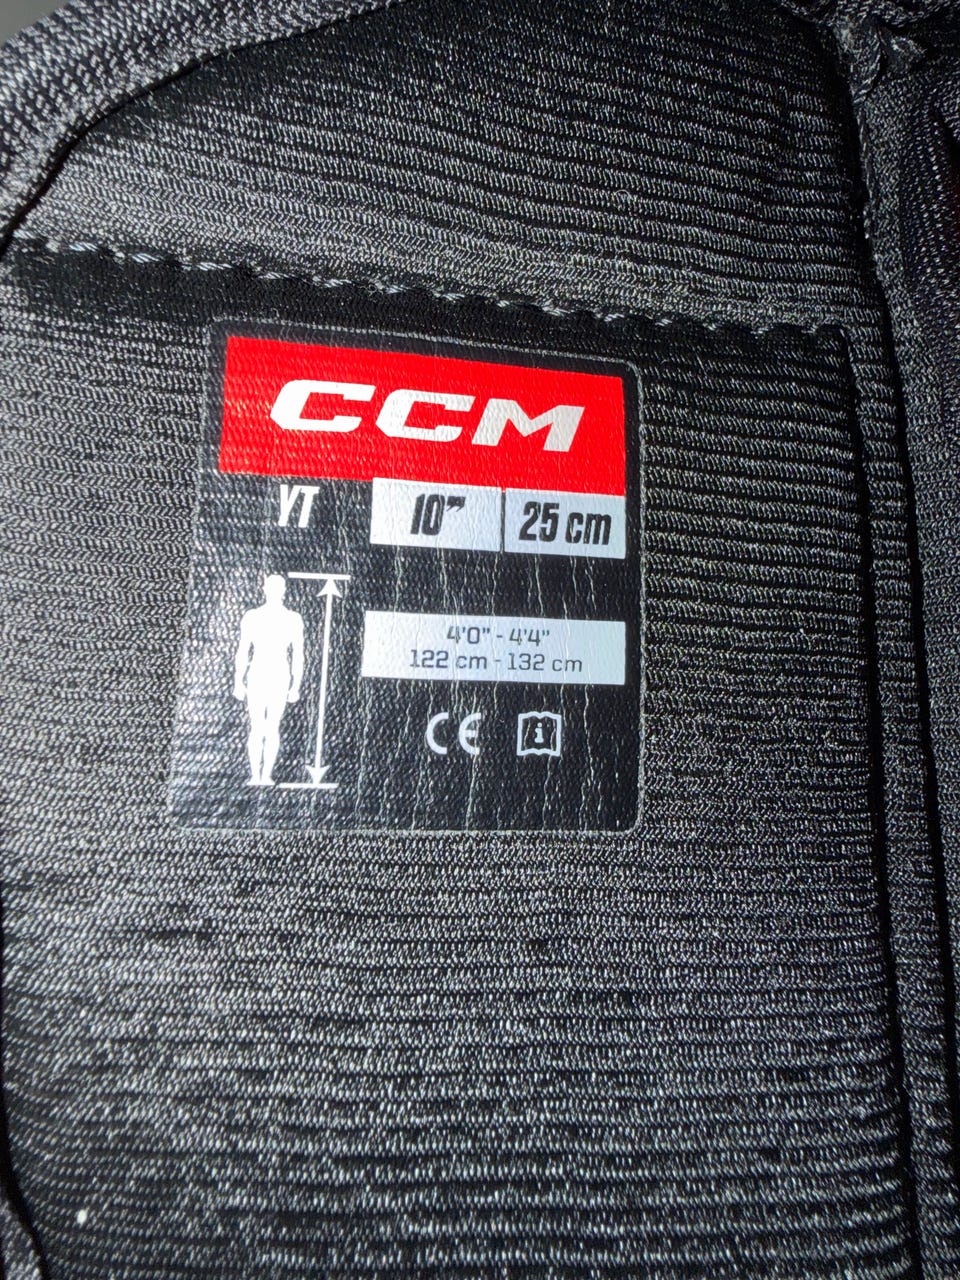 CCM
YT 10" 25 cm
4'0" - 4'4"
122 cm - 132 cm
CE i